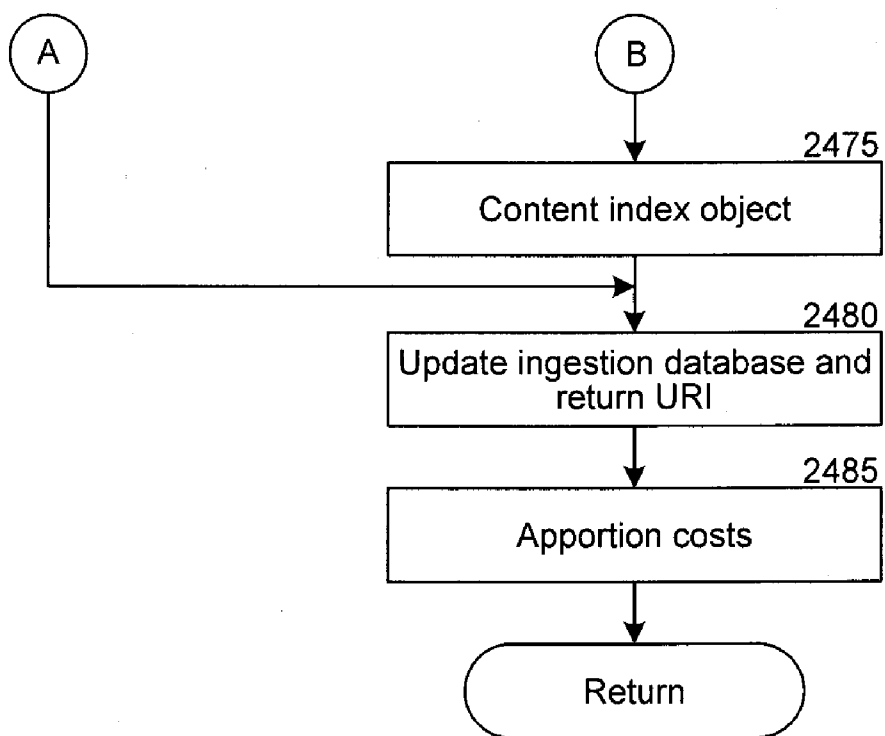 A
B
2475
Content index object
2480
Update ingestion database and
return URI
2485
Apportion costs
Return